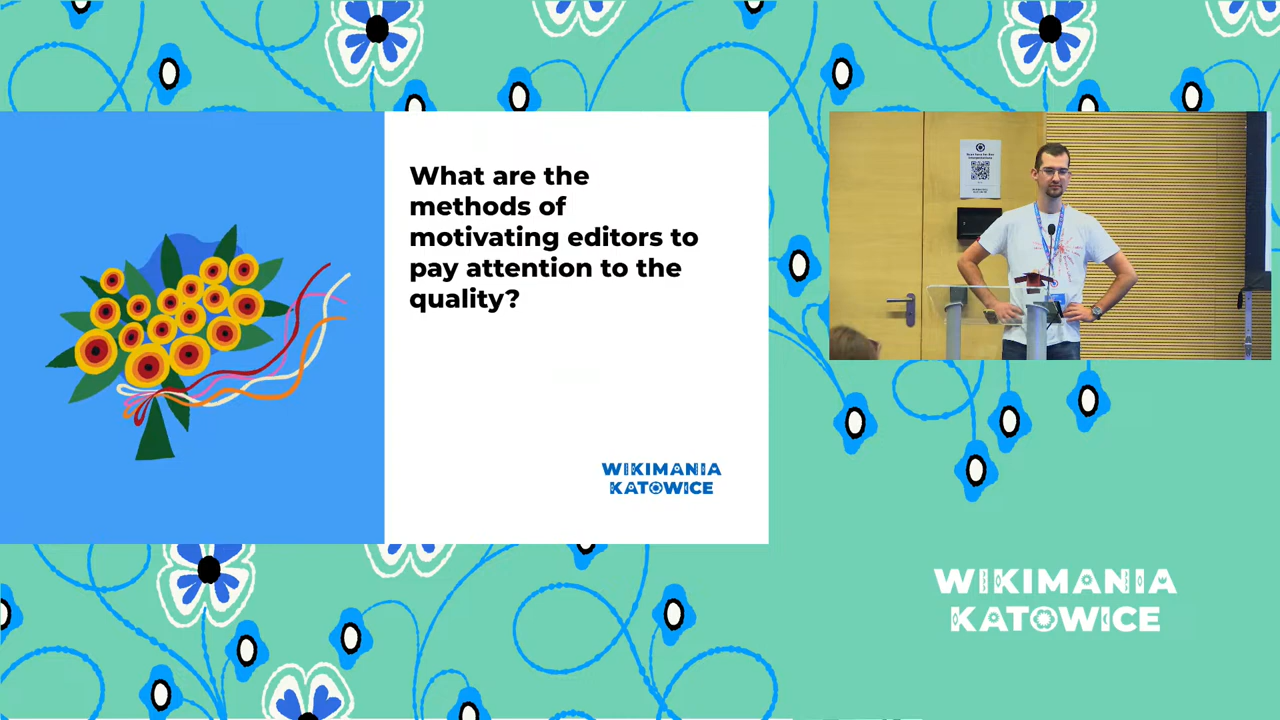 What are the
methods of
motivating editors to
pay attention to the
quality?
WIKIMANIA
KATOWICE
WIKIMANIA
KATOWICE